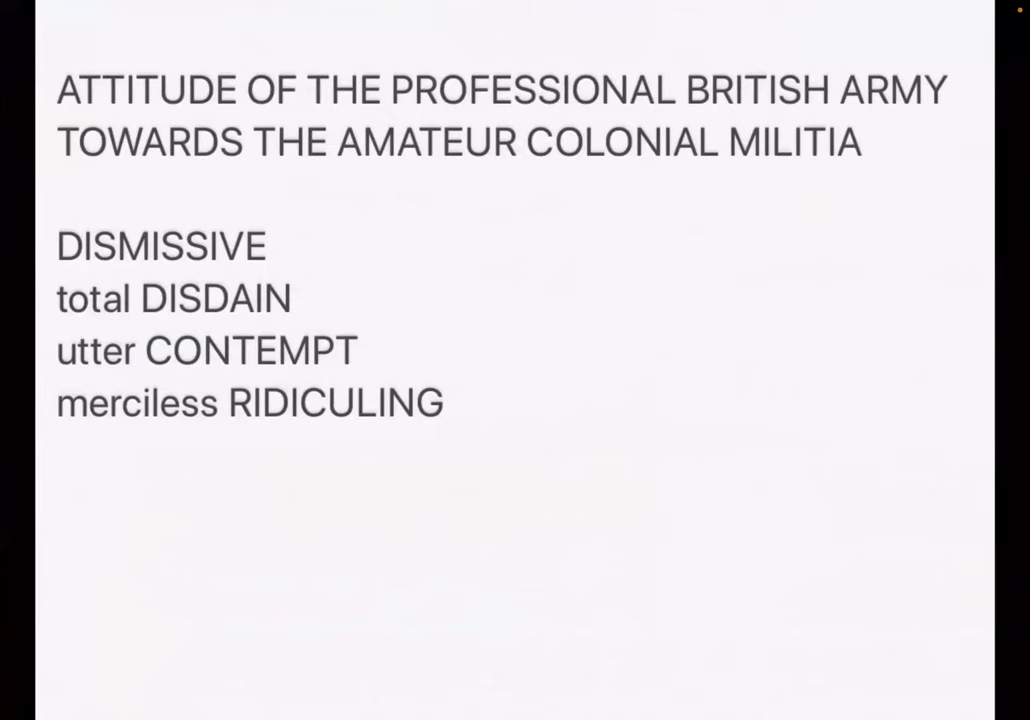 ATTITUDE OF THE PROFESSIONAL BRITISH ARMY
TOWARDS THE AMATEUR COLONIAL MILITIA
DISMISSIVE
total DISDAIN
utter CONTEMPT
merciless RIDICULING